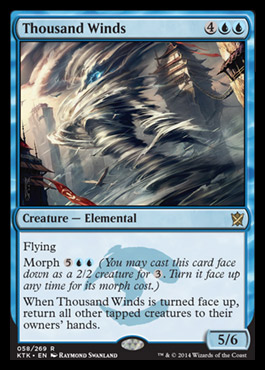 Thousand Winds 4
Creature — Elemental
Flying
Morph 5 (You may cast this card face
down as a 2/2 creature for 3. Turn it face up
any time for its morph cost.)
When Thousand Winds is turned face up,
return all other tapped creatures to their
owners' hands.
5/6
058/269 R
KTK • EN RAYMOND SWANLAND ™ & © 2014 Wizards of the Coast